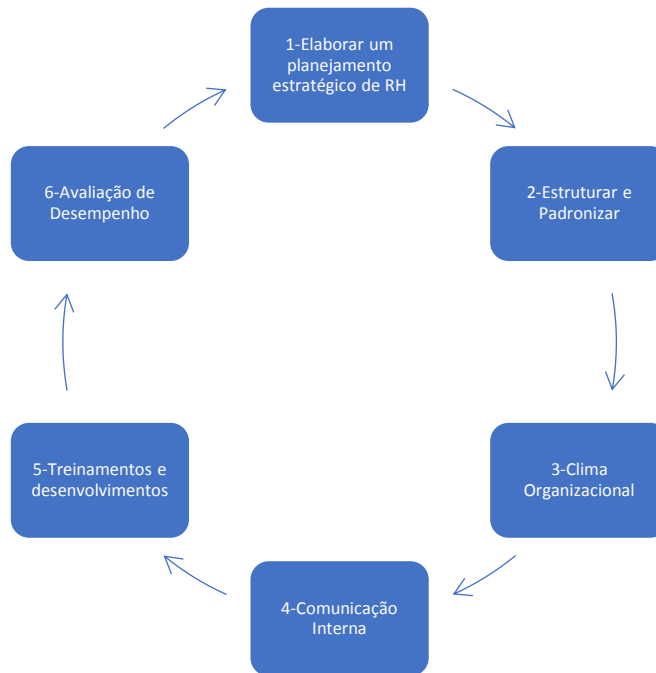 1-Elaborar um
planejamento
estratégico de RH
2-Estruturar e
Padronizar
3-Clima
Organizacional
4-Comunicação
Interna
5-Treinamentos e
desenvolvimentos
6-Avaliação de
Desempenho